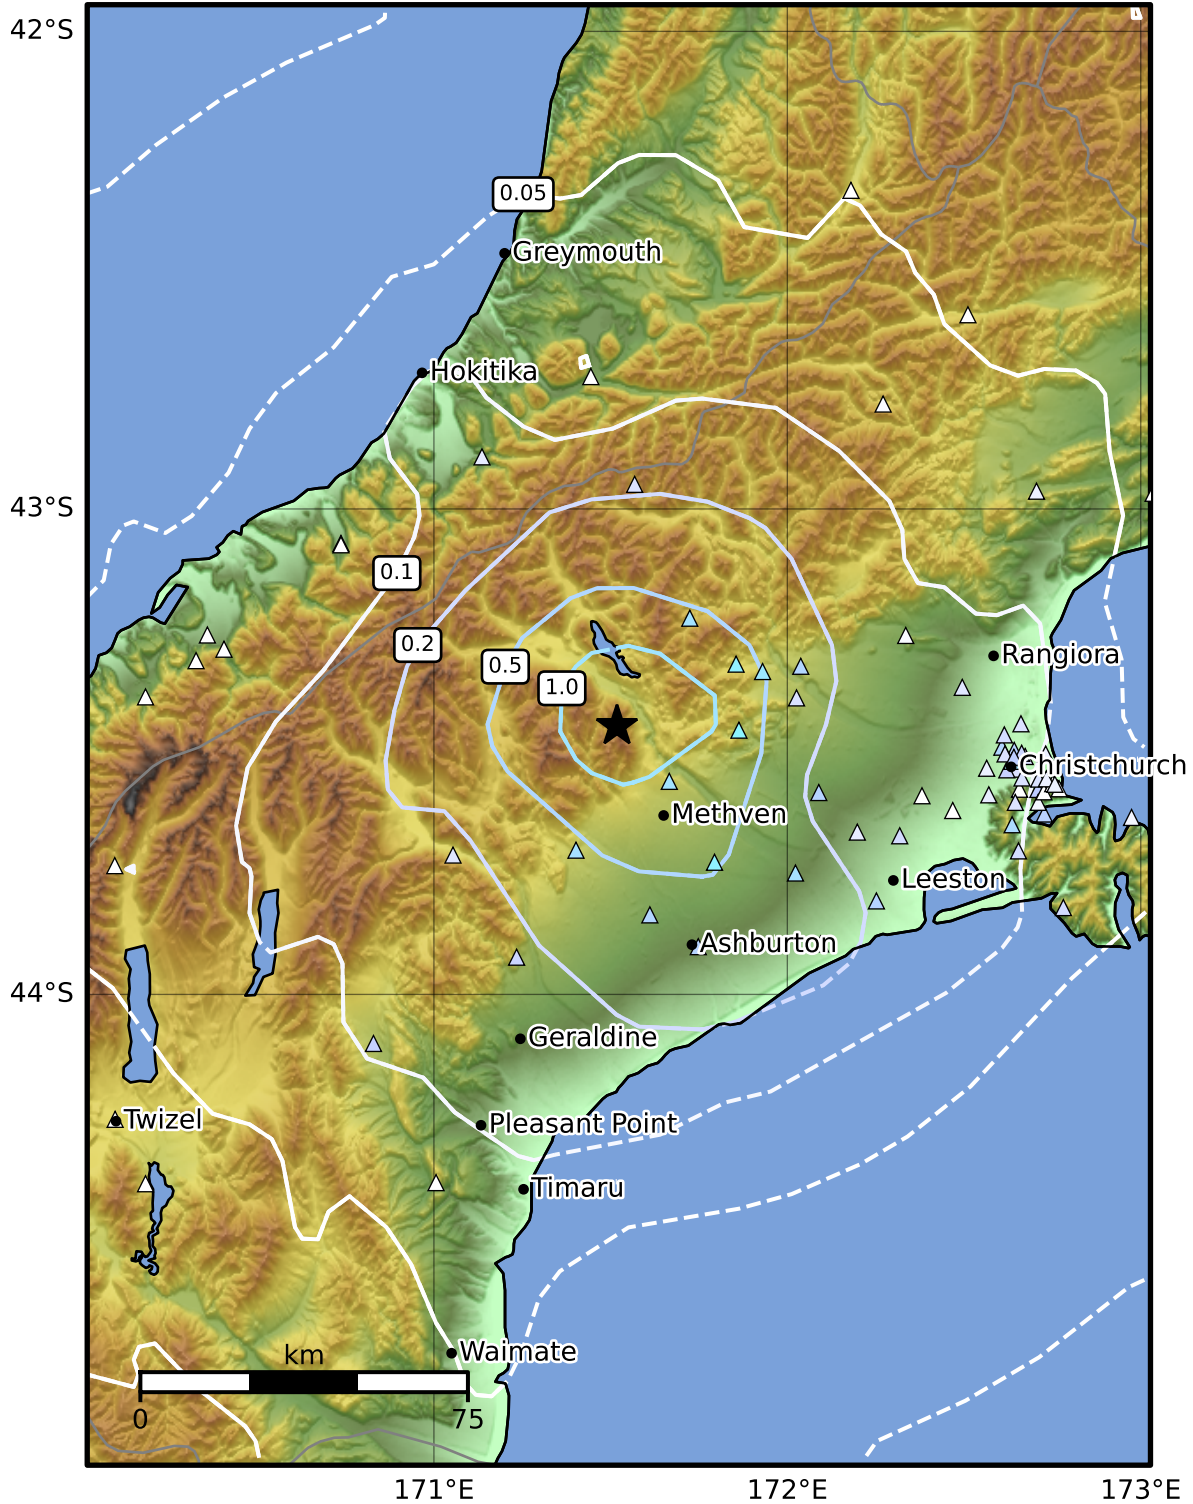 42°S
0.05
Greymouth
Hokitika
43°S
0.1
0.2
0.5
1.0
Rangiora
Christchurch
Methven
Leeston
Ashburton
44°S
Geraldine
Twizel
Pleasant Point
Timaru
Waimate
km
0 75
171°E 172°E 173°E